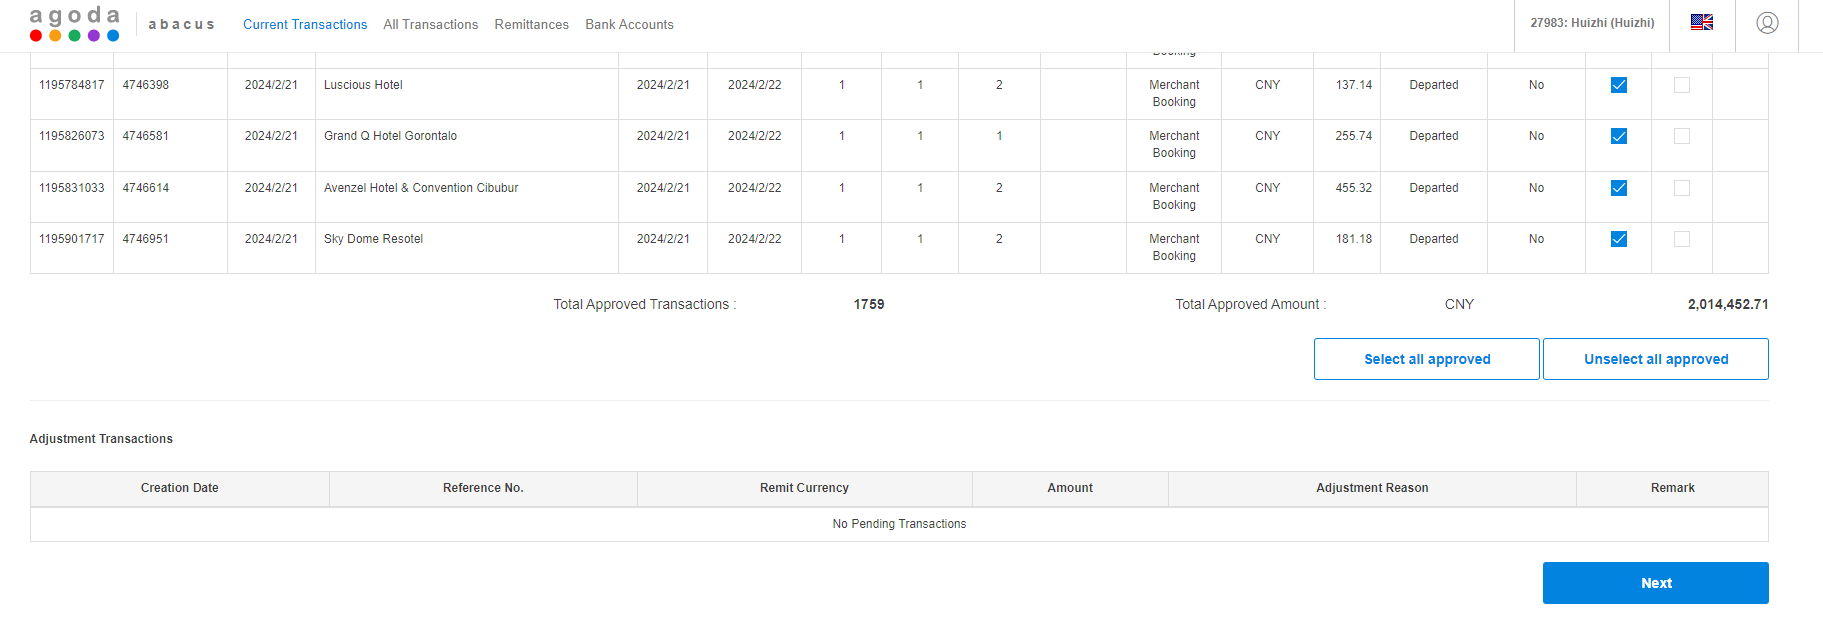 agoda abacus Current Transactions All Transactions Remittances Bank Accounts 27983: Huizhi (Huizhi)
Booking
1195784817 4746398 2024/2/21 Luscious Hotel 2024/2/21 2024/2/22 1 1 2 Merchant Booking CNY 137.14 Departed No
1195826073 4746581 2024/2/21 Grand Q Hotel Gorontalo 2024/2/21 2024/2/22 1 1 1 Merchant Booking CNY 255.74 Departed No
1195831033 4746614 2024/2/21 Avenzel Hotel & Convention Cibubur 2024/2/21 2024/2/22 1 1 2 Merchant Booking CNY 455.32 Departed No
1195901717 4746951 2024/2/21 Sky Dome Resotel 2024/2/21 2024/2/22 1 1 2 Merchant Booking CNY 181.18 Departed No
Total Approved Transactions : 1759 Total Approved Amount : CNY 2,014,452.71
Select all approved Unselect all approved
Adjustment Transactions
Creation Date Reference No. Remit Currency Amount Adjustment Reason Remark
No Pending Transactions
Next